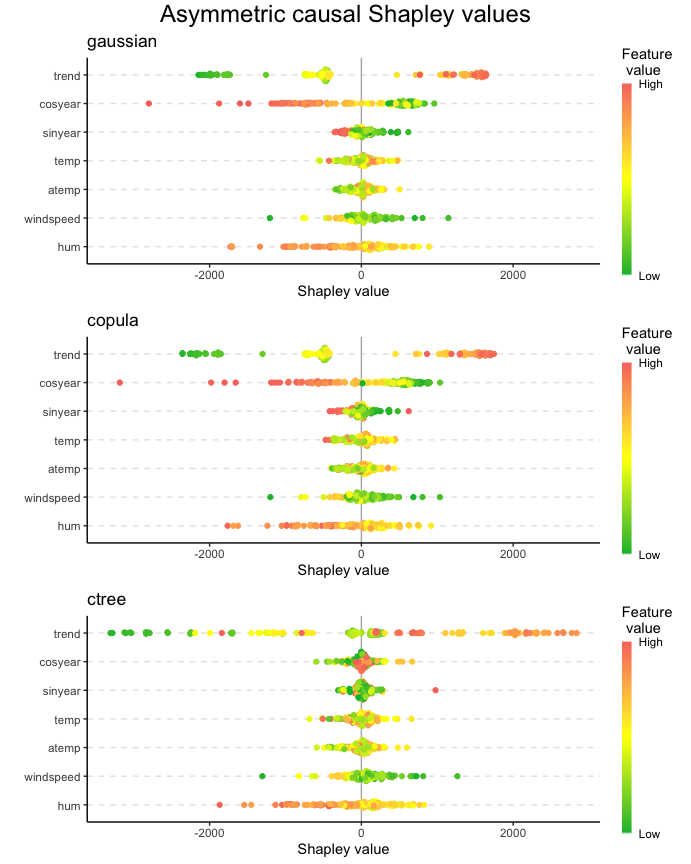 Asymmetric causal Shapley values
gaussian
trend
cosyear
sinyear
temp
atemp
windspeed
hum
-2000 0 2000
Shapley value
Feature
value
High
Low
copula
trend
cosyear
sinyear
temp
atemp
windspeed
hum
-2000 0 2000
Shapley value
Feature
value
High
Low
ctree
trend
cosyear
sinyear
temp
atemp
windspeed
hum
-2000 0 2000
Shapley value
Feature
value
High
Low